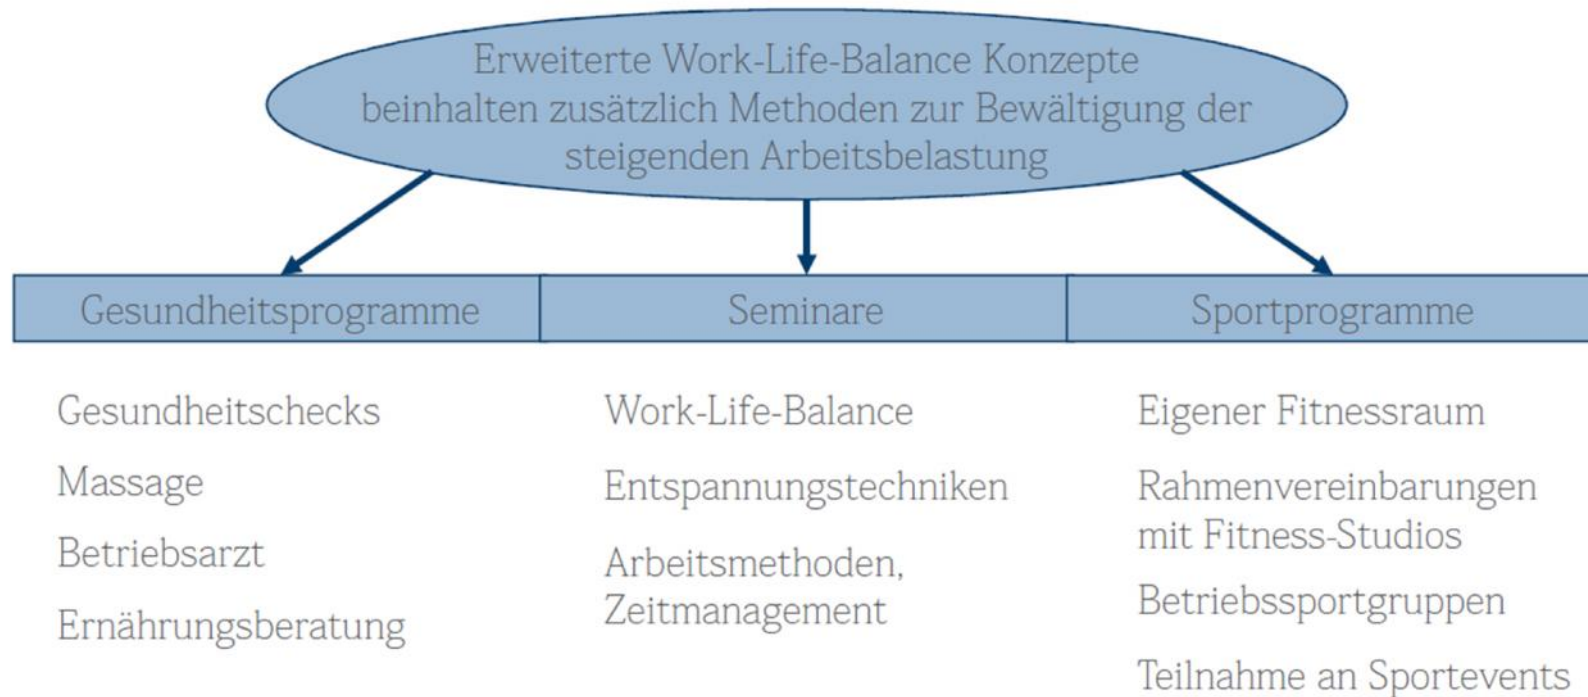 Erweiterte Work-Life-Balance Konzepte
beinhalten zusätzlich Methoden zur Bewältigung der
steigenden Arbeitsbelastung
Gesundheitsprogramme
Seminare
Sportprogramme
Gesundheitschecks
Massage
Betriebsarzt
Ernährungsberatung
Work-Life-Balance
Entspannungstechniken
Arbeitsmethoden,
Zeitmanagement
Eigener Fitnessraum
Rahmenvereinbarungen
mit Fitness-Studios
Betriebssportgruppen
Teilnahme an Sportevents